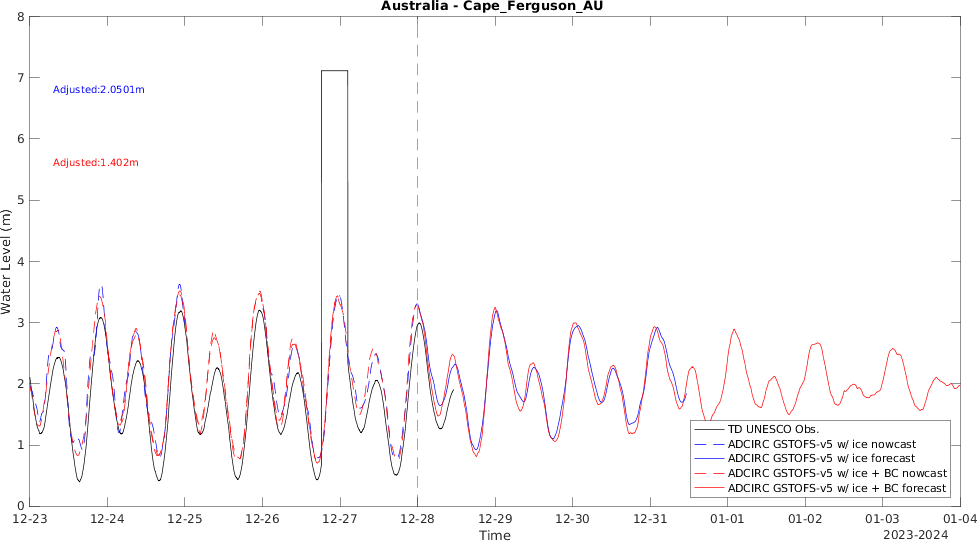 Australia - Cape_Ferguson_AU
8
7
6
5
4
3
2
1
0
Water Level (m)
Adjusted:2.0501m
Adjusted:1.402m
TD UNESCO Obs.
ADCIRC GSTOFS-v5 w/ ice nowcast
ADCIRC GSTOFS-v5 w/ ice forecast
ADCIRC GSTOFS-v5 w/ ice + BC nowcast
ADCIRC GSTOFS-v5 w/ ice + BC forecast
12-23 12-24 12-25 12-26 12-27 12-28 12-29 12-30 12-31 01-01 01-02 01-03 01-04
Time
2023-2024